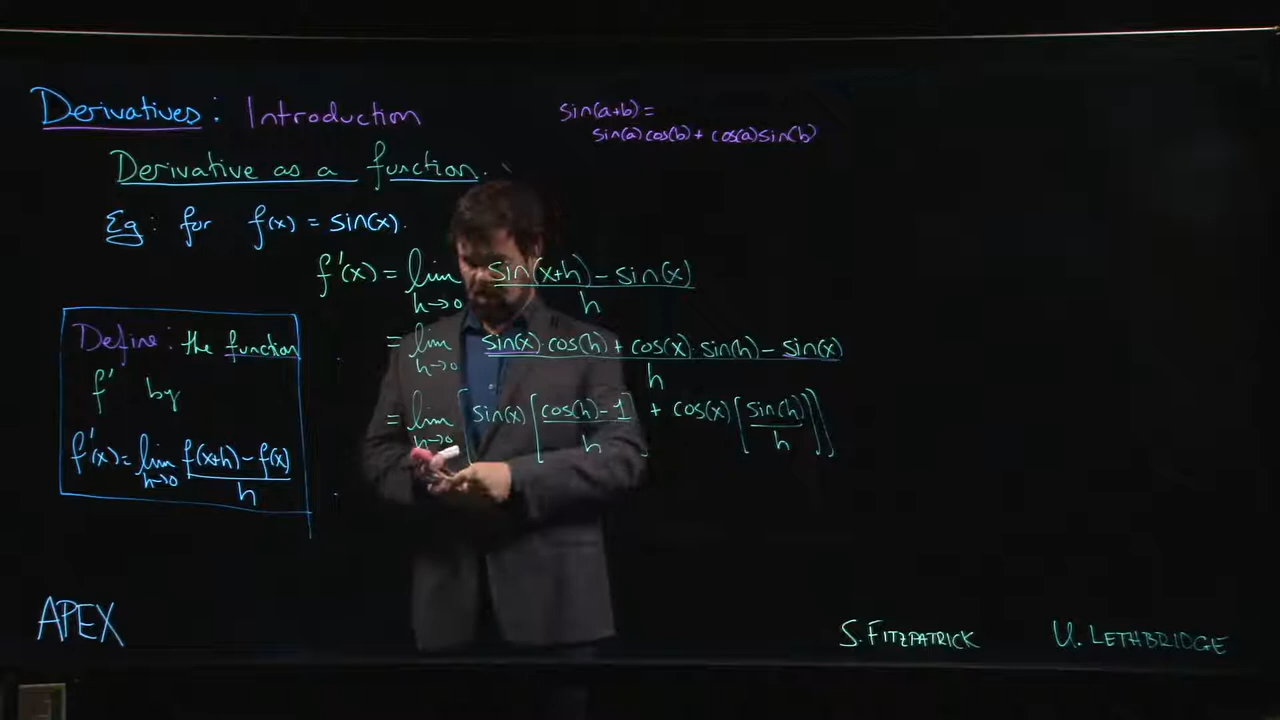 Derivatives: Introduction
sin(a+b) =
sin(a)cos(b) + cos(a)sin(b)
Derivative as a function.
Eg: for f(x) = sin(x).
f'(x) = lim h→0 sin(x+h) - sin(x) / h
= lim h→0 sin(x)·cos(h) + cos(x)·sin(h) - sin(x) / h
= lim h→0 [sin(x) [cos(h) - 1 / h] + cos(x) [sin(h) / h]]
Define: the function
f' by
f'(x) = lim h→0 f(x+h) - f(x) / h
APEX
S. FITZPATRICK
U. LETHBRIDGE